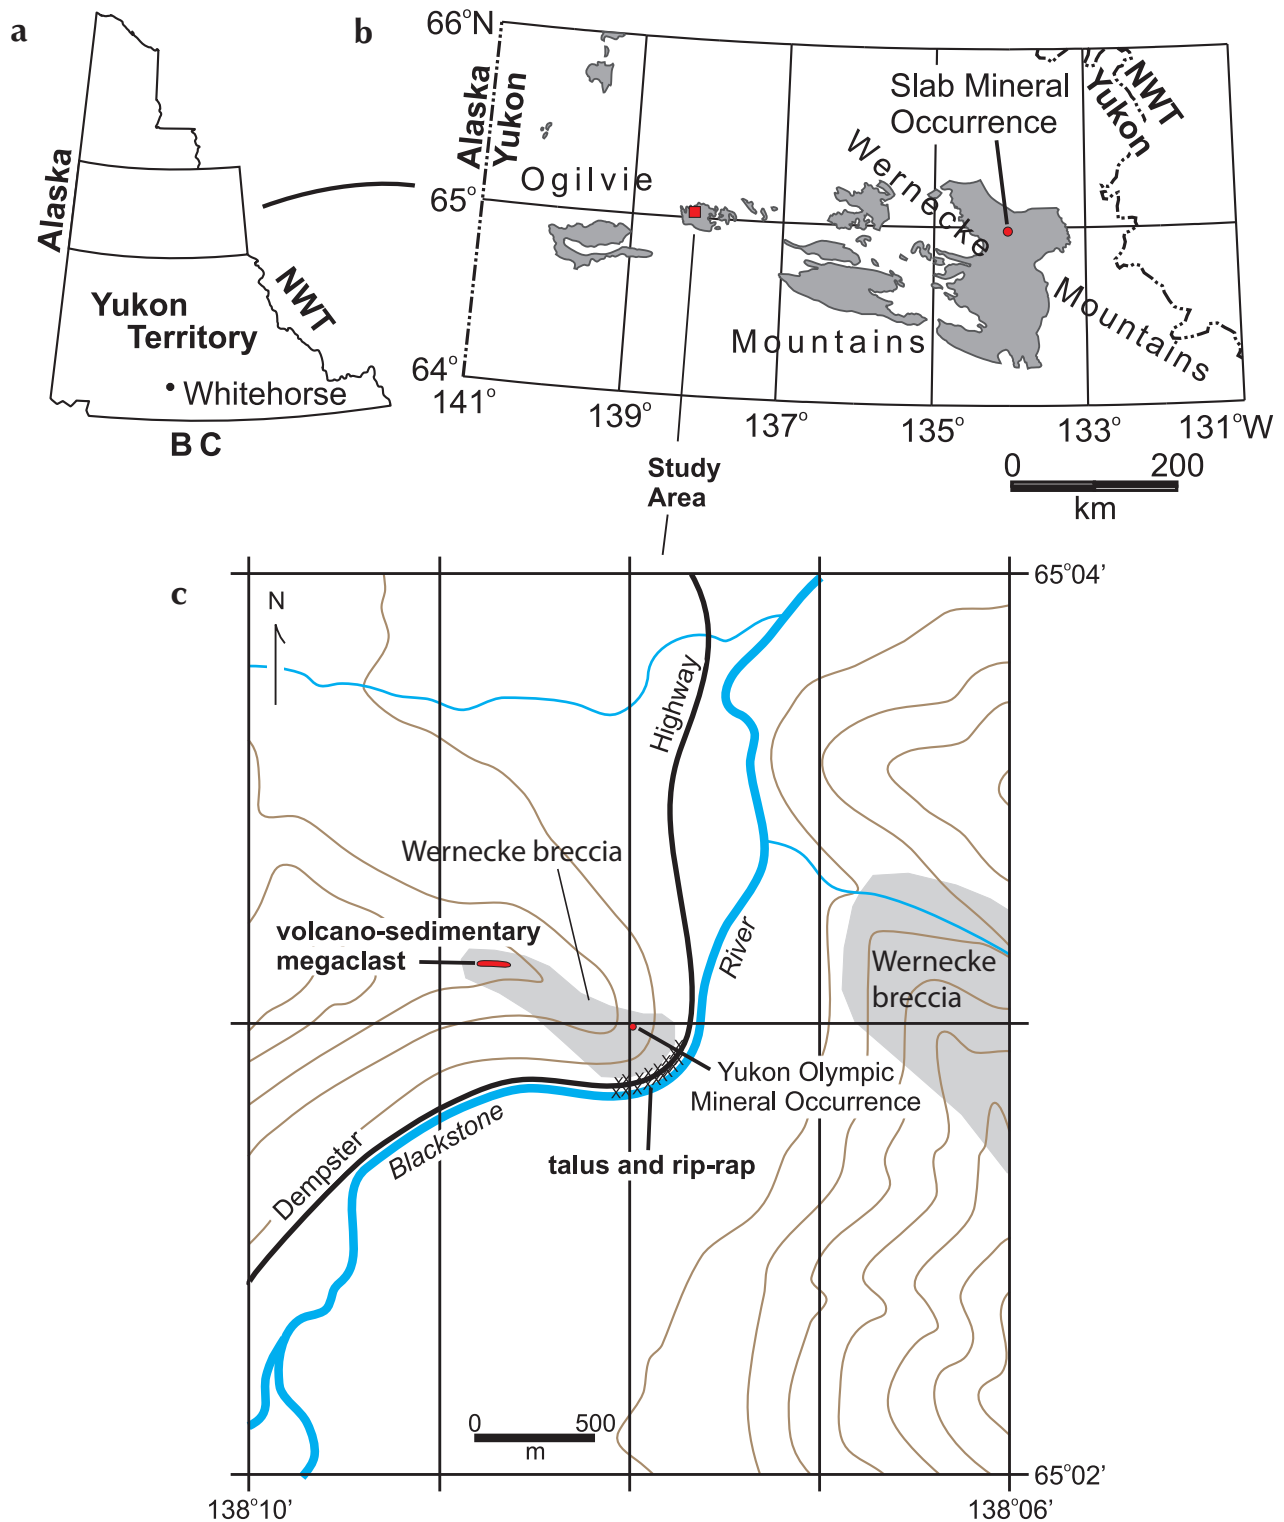 a
Alaska
Yukon
Territory
NWT
Whitehorse
B C
b
66°N
65°
64°
Alaska
Yukon
Ogilvie
Mountains
Wernecke
Mountains
Slab Mineral
Occurrence
Yukon
NWT
141°
139°
137°
135°
133°
131°W
Study
Area
0 200
km
c
N
65°04'
Highway
Wernecke breccia
volcano-sedimentary
megaclast
River
Wernecke
breccia
Yukon Olympic
Mineral Occurrence
talus and rip-rap
Blackstone
Dempster
0 500
m
65°02'
138°10'
138°06'